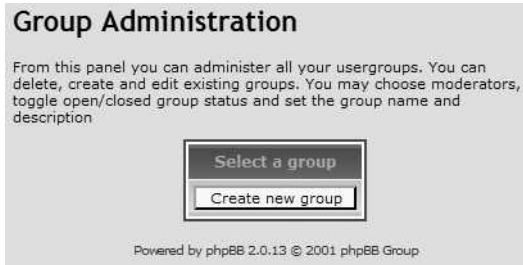 Group Administration
From this panel you can administer all your usergroups. You can
delete, create and edit existing groups. You may choose moderators,
toggle open/closed group status and set the group name and
description
Select a group
Create new group
Powered by phpBB 2.0.13 © 2001 phpBB Group